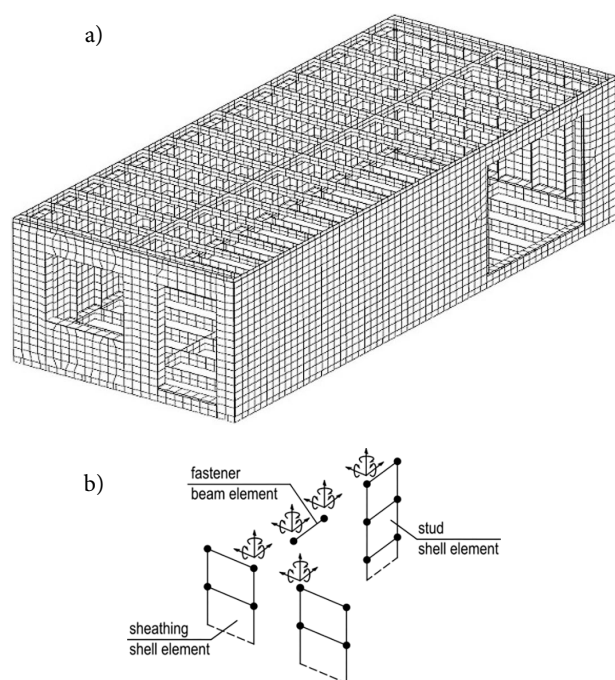 a)
b)
fastener
beam element
stud
shell element
sheathing
shell element